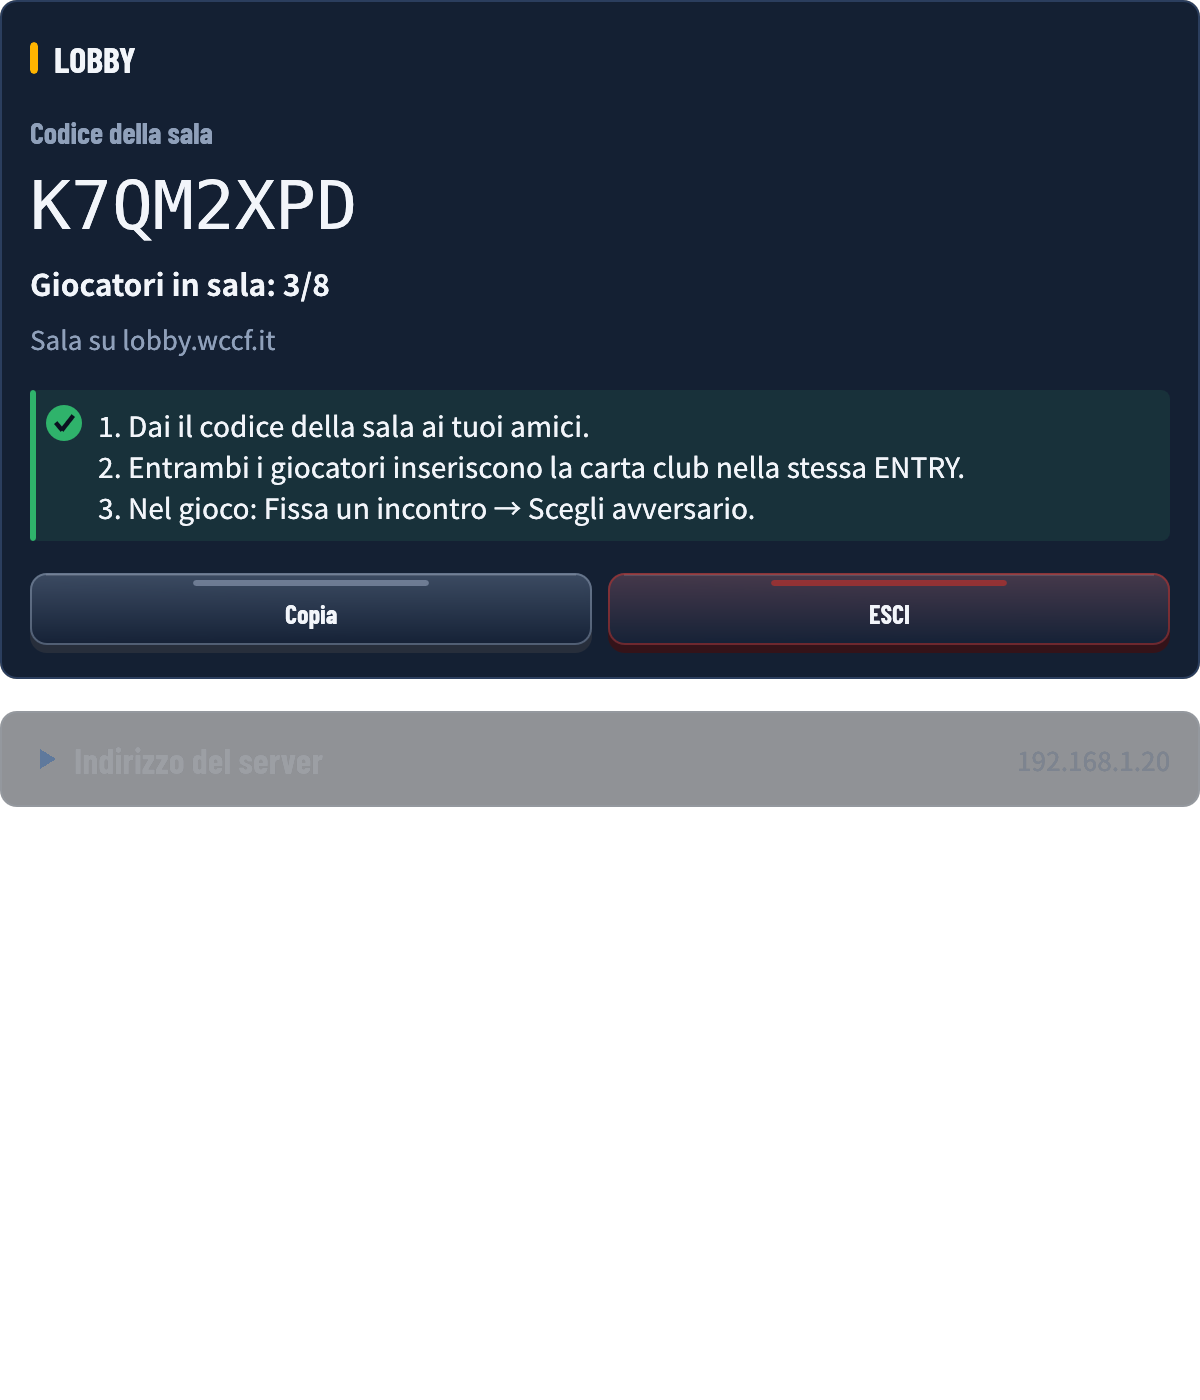 LOBBY
Codice della sala
K7QM2XPD
Giocatori in sala: 3/8
Sala su lobby.wccf.it
1. Dai il codice della sala ai tuoi amici.
2. Entrambi i giocatori inseriscono la carta club nella stessa ENTRY.
3. Nel gioco: Fissa un incontro → Scegli avversario.
Copia
ESCI
Indirizzo del server
192.168.1.20